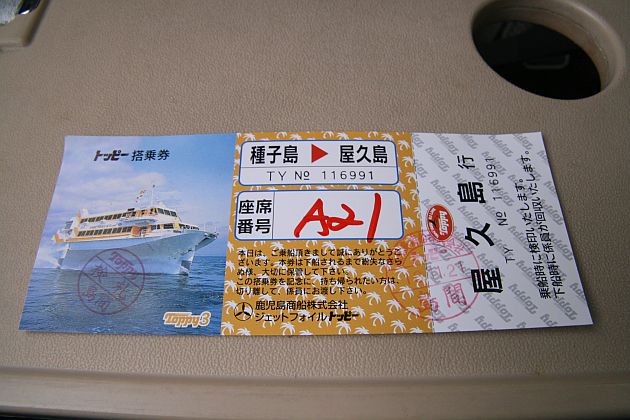 トッピー 搭乗券
Toppy3
種子島 ▶ 屋久島
TY № 116991
座席
番号
A21
本日は、ご乗船頂きまして誠にありがとうご
ざいます。本券は下船されるまで紛失なさら
ぬ様、大切に保管して下さい。
この搭乗券を記念に、持ち帰られたい方は、
切り離して、係員にお渡し下さい。
鹿児島商船株式会社
ジェットフォイル トッピー
屋久島 行
TY № 116991
乗船時に検印いたします。
下船時に係員が回収いたします。
Toppy